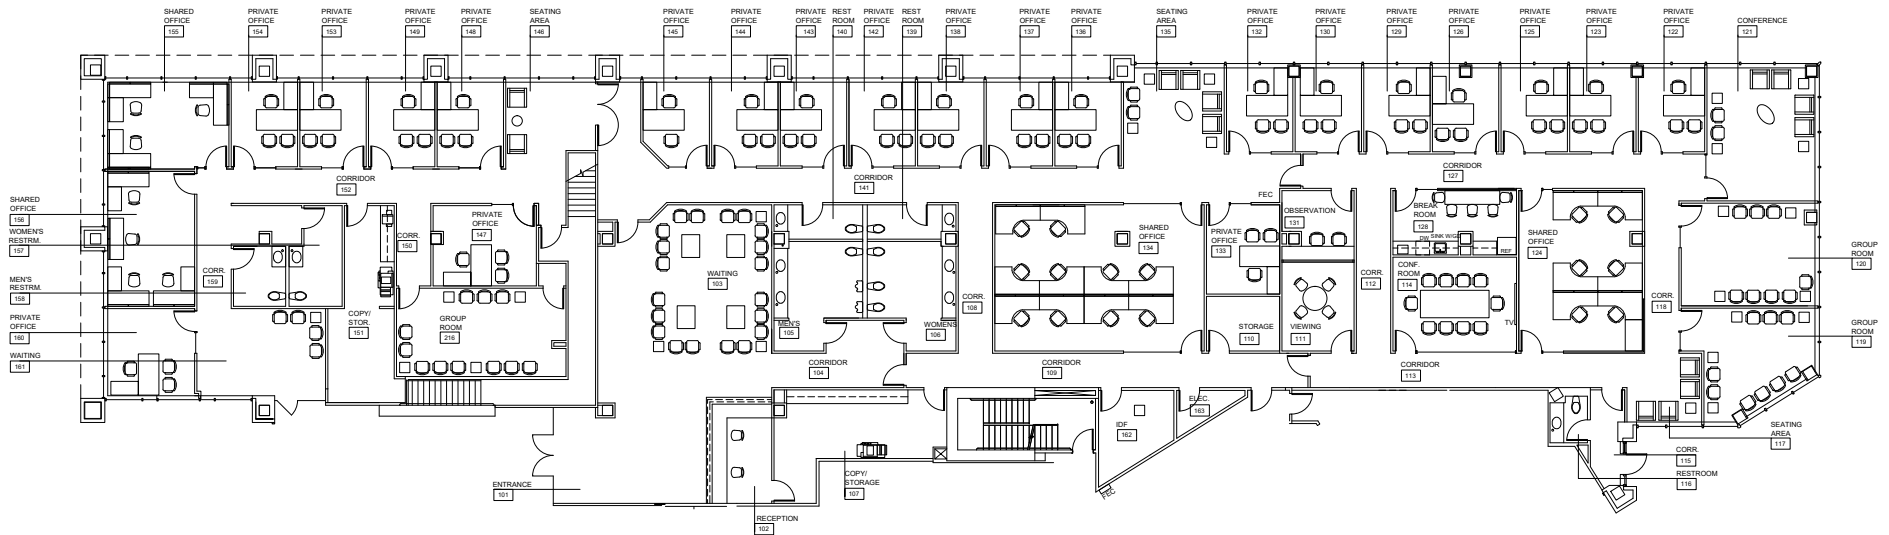 SHARED
OFFICE
155
PRIVATE
OFFICE
154
PRIVATE
OFFICE
153
PRIVATE
OFFICE
149
PRIVATE
OFFICE
148
SEATING
AREA
146
PRIVATE
OFFICE
145
PRIVATE
OFFICE
144
PRIVATE
OFFICE
143
REST
ROOM
140
PRIVATE
OFFICE
142
REST
ROOM
139
PRIVATE
OFFICE
138
PRIVATE
OFFICE
137
PRIVATE
OFFICE
136
SEATING
AREA
135
PRIVATE
OFFICE
132
PRIVATE
OFFICE
130
PRIVATE
OFFICE
129
PRIVATE
OFFICE
126
PRIVATE
OFFICE
125
PRIVATE
OFFICE
123
PRIVATE
OFFICE
122
CONFERENCE
121
CORRIDOR
152
CORRIDOR
141
CORRIDOR
127
FEC
SHARED
OFFICE
156
WOMEN'S
RESTRM.
157
MEN'S
RESTRM.
158
PRIVATE
OFFICE
160
WAITING
161
CORR.
159
COPY/
STOR.
151
CORR.
150
PRIVATE
OFFICE
147
GROUP
ROOM
216
WAITING
103
MEN'S
105
WOMENS
106
CORR.
108
SHARED
OFFICE
134
PRIVATE
OFFICE
133
OBSERVATION
131
STORAGE
110
VIEWING
111
CORR.
112
BREAK
ROOM
128
DW
SINK W/GD
REF
CONF.
ROOM
114
TV
SHARED
OFFICE
124
CORR.
118
GROUP
ROOM
120
GROUP
ROOM
119
CORRIDOR
104
CORRIDOR
109
CORRIDOR
113
ELEC.
163
IDF
162
FEC
ENTRANCE
101
RECEPTION
102
COPY/
STORAGE
107
SEATING
AREA
117
CORR.
115
RESTROOM
116